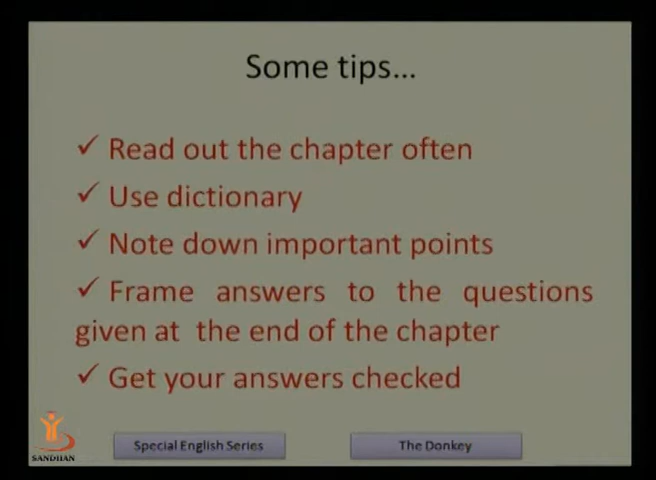 Some tips...
✓ Read out the chapter often
✓ Use dictionary
✓ Note down important points
✓ Frame answers to the questions
given at the end of the chapter
✓ Get your answers checked
SANDHAN
Special English Series
The Donkey